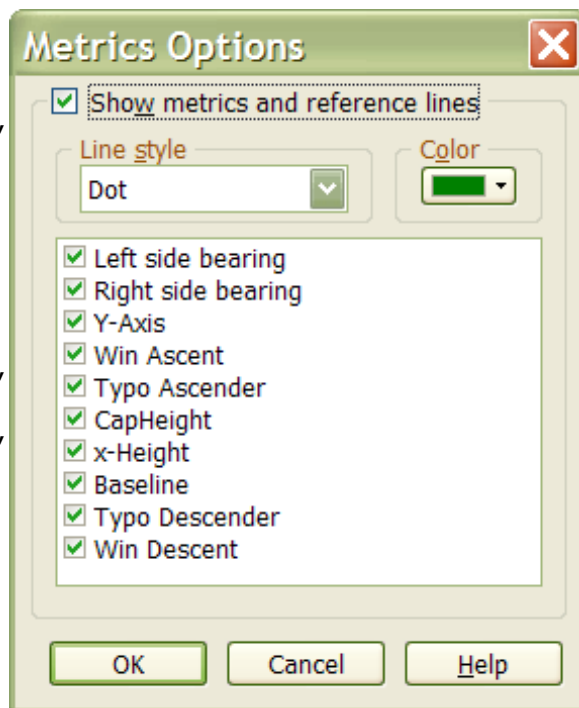 Metrics Options
Show metrics and reference lines
Line style
Color
Dot
Left side bearing
Right side bearing
Y-Axis
Win Ascent
Typo Ascender
CapHeight
x-Height
Baseline
Typo Descender
Win Descent
OK Cancel Help